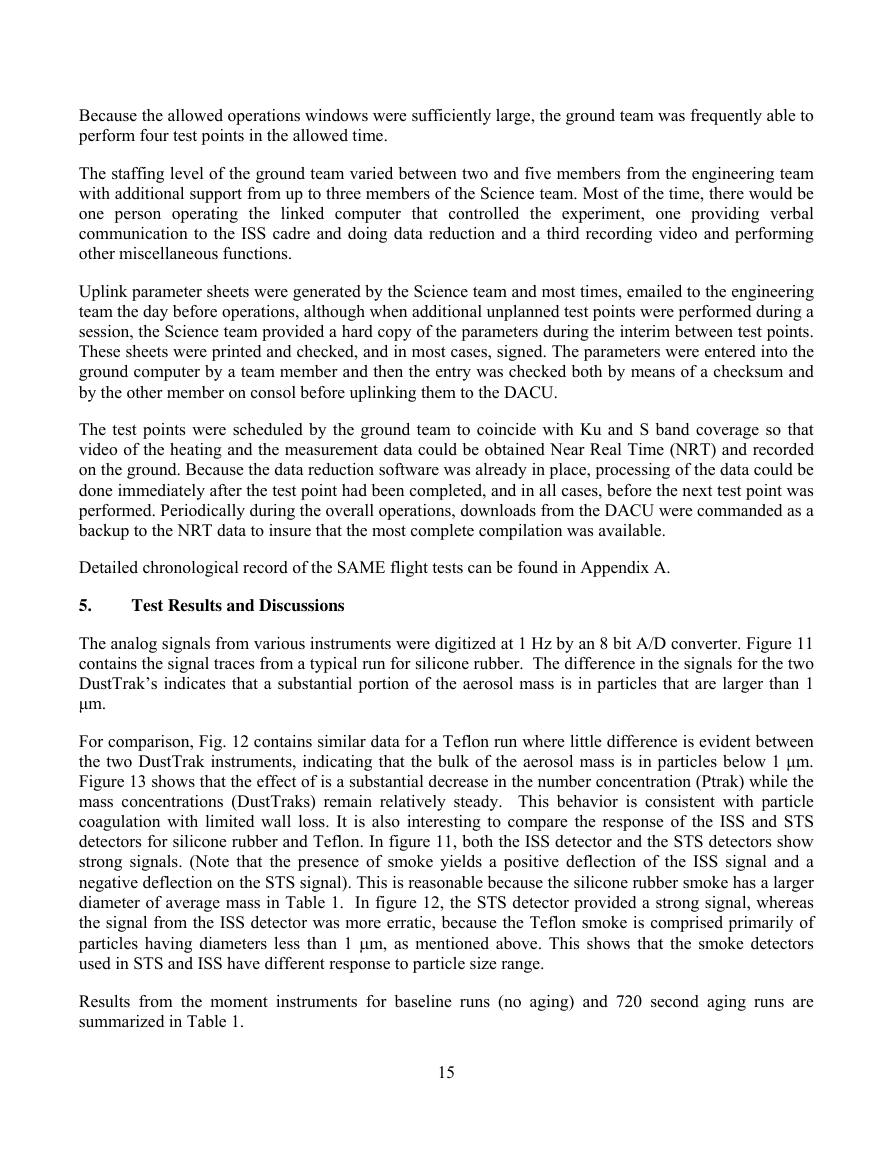 Because the allowed operations windows were sufficiently large, the ground team was frequently able to
perform four test points in the allowed time.
The staffing level of the ground team varied between two and five members from the engineering team
with additional support from up to three members of the Science team. Most of the time, there would be
one person operating the linked computer that controlled the experiment, one providing verbal
communication to the ISS cadre and doing data reduction and a third recording video and performing
other miscellaneous functions.
Uplink parameter sheets were generated by the Science team and most times, emailed to the engineering
team the day before operations, although when additional unplanned test points were performed during a
session, the Science team provided a hard copy of the parameters during the interim between test points.
These sheets were printed and checked, and in most cases, signed. The parameters were entered into the
ground computer by a team member and then the entry was checked both by means of a checksum and
by the other member on consol before uplinking them to the DACU.
The test points were scheduled by the ground team to coincide with Ku and S band coverage so that
video of the heating and the measurement data could be obtained Near Real Time (NRT) and recorded
on the ground. Because the data reduction software was already in place, processing of the data could be
done immediately after the test point had been completed, and in all cases, before the next test point was
performed. Periodically during the overall operations, downloads from the DACU were commanded as a
backup to the NRT data to insure that the most complete compilation was available.
Detailed chronological record of the SAME flight tests can be found in Appendix A.
5. Test Results and Discussions
The analog signals from various instruments were digitized at 1 Hz by an 8 bit A/D converter. Figure 11
contains the signal traces from a typical run for silicone rubber. The difference in the signals for the two
DustTrak's indicates that a substantial portion of the aerosol mass is in particles that are larger than 1
μm.
For comparison, Fig. 12 contains similar data for a Teflon run where little difference is evident between
the two DustTrak instruments, indicating that the bulk of the aerosol mass is in particles below 1 μm.
Figure 13 shows that the effect of is a substantial decrease in the number concentration (Ptrak) while the
mass concentrations (DustTraks) remain relatively steady. This behavior is consistent with particle
coagulation with limited wall loss. It is also interesting to compare the response of the ISS and STS
detectors for silicone rubber and Teflon. In figure 11, both the ISS detector and the STS detectors show
strong signals. (Note that the presence of smoke yields a positive deflection of the ISS signal and a
negative deflection on the STS signal). This is reasonable because the silicone rubber smoke has a larger
diameter of average mass in Table 1. In figure 12, the STS detector provided a strong signal, whereas
the signal from the ISS detector was more erratic, because the Teflon smoke is comprised primarily of
particles having diameters less than 1 μm, as mentioned above. This shows that the smoke detectors
used in STS and ISS have different response to particle size range.
Results from the moment instruments for baseline runs (no aging) and 720 second aging runs are
summarized in Table 1.
15